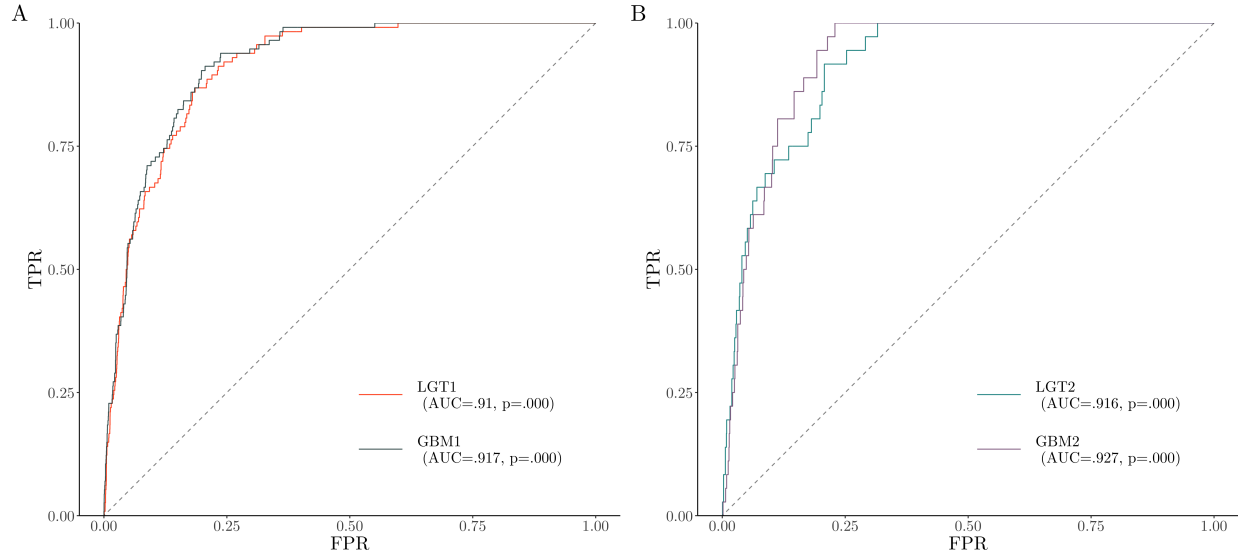 A
1.00
0.75
0.50
0.25
0.00
TPR
0.00
0.25
0.50
0.75
1.00
FPR
LGT1
(AUC=.91, p=.000)
GBM1
(AUC=.917, p=.000)
B
1.00
0.75
0.50
0.25
0.00
TPR
0.00
0.25
0.50
0.75
1.00
FPR
LGT2
(AUC=.916, p=.000)
GBM2
(AUC=.927, p=.000)